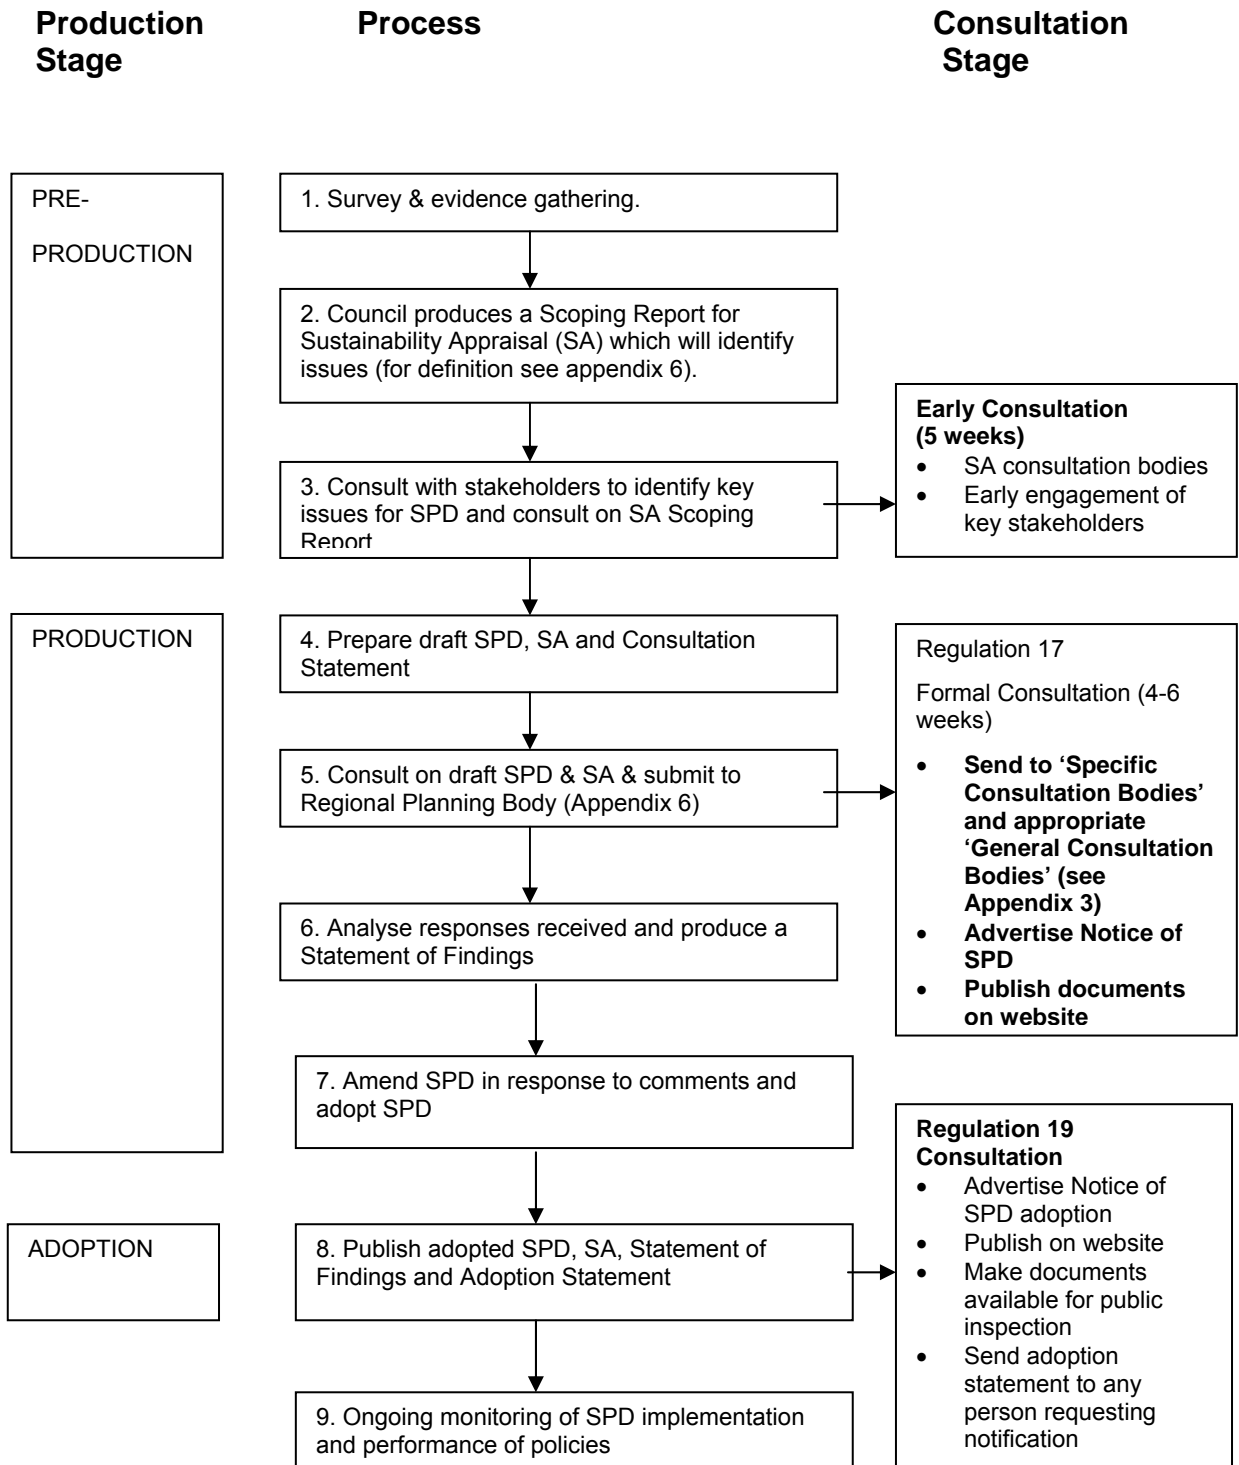 Production
Stage
Process
Consultation
Stage
PRE-
PRODUCTION
1. Survey & evidence gathering.
2. Council produces a Scoping Report for
Sustainability Appraisal (SA) which will identify
issues (for definition see appendix 6).
3. Consult with stakeholders to identify key
issues for SPD and consult on SA Scoping
Report
Early Consultation
(5 weeks)
• SA consultation bodies
• Early engagement of
key stakeholders
PRODUCTION
4. Prepare draft SPD, SA and Consultation
Statement
5. Consult on draft SPD & SA & submit to
Regional Planning Body (Appendix 6)
Regulation 17
Formal Consultation (4-6
weeks)
• Send to ‘Specific
Consultation Bodies’
and appropriate
‘General Consultation
Bodies’ (see
Appendix 3)
• Advertise Notice of
SPD
• Publish documents
on website
6. Analyse responses received and produce a
Statement of Findings
7. Amend SPD in response to comments and
adopt SPD
ADOPTION
8. Publish adopted SPD, SA, Statement of
Findings and Adoption Statement
Regulation 19
Consultation
• Advertise Notice of
SPD adoption
• Publish on website
• Make documents
available for public
inspection
• Send adoption
statement to any
person requesting
notification
9. Ongoing monitoring of SPD implementation
and performance of policies